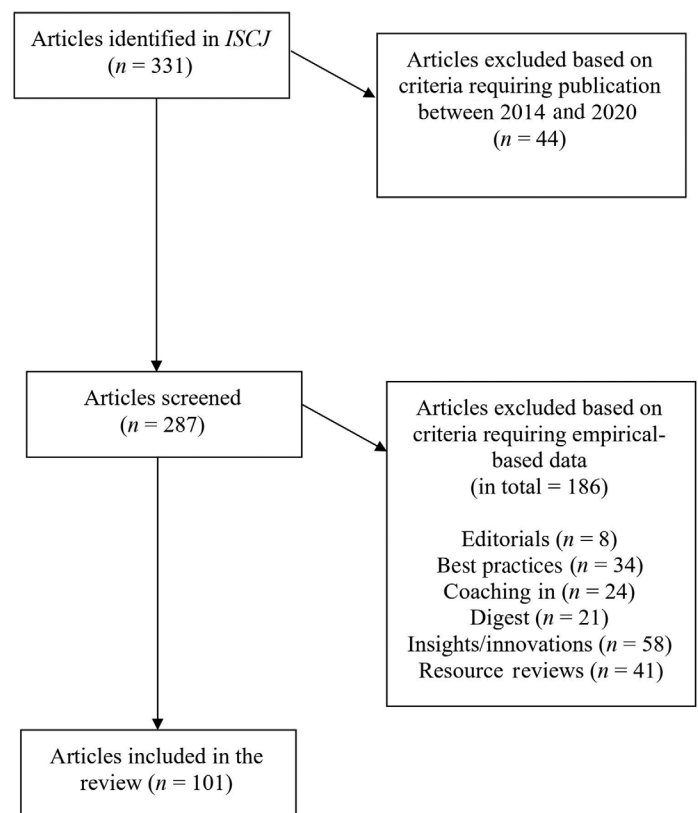 Articles identified in ISCJ
(n = 331)
Articles excluded based on
criteria requiring publication
between 2014 and 2020
(n = 44)
Articles screened
(n = 287)
Articles excluded based on
criteria requiring empirical-
based data
(in total = 186)
Editorials (n = 8)
Best practices (n = 34)
Coaching in (n = 24)
Digest (n = 21)
Insights/innovations (n = 58)
Resource reviews (n = 41)
Articles included in the
review (n = 101)